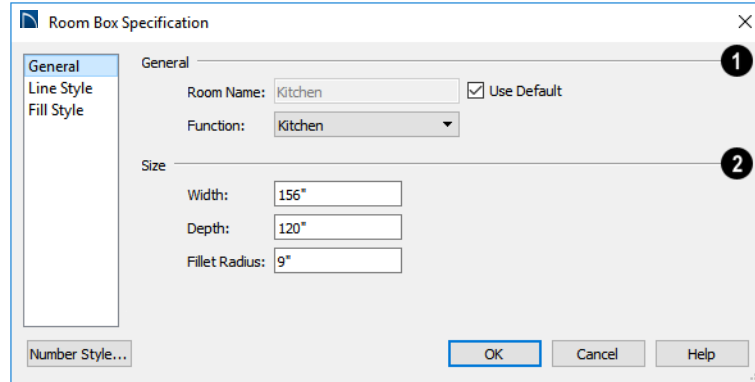 Room Box Specification
General
Line Style
Fill Style
General
1
Room Name: Kitchen Use Default
Function: Kitchen
Size
2
Width: 156"
Depth: 120"
Fillet Radius: 9"
Number Style...
OK
Cancel
Help